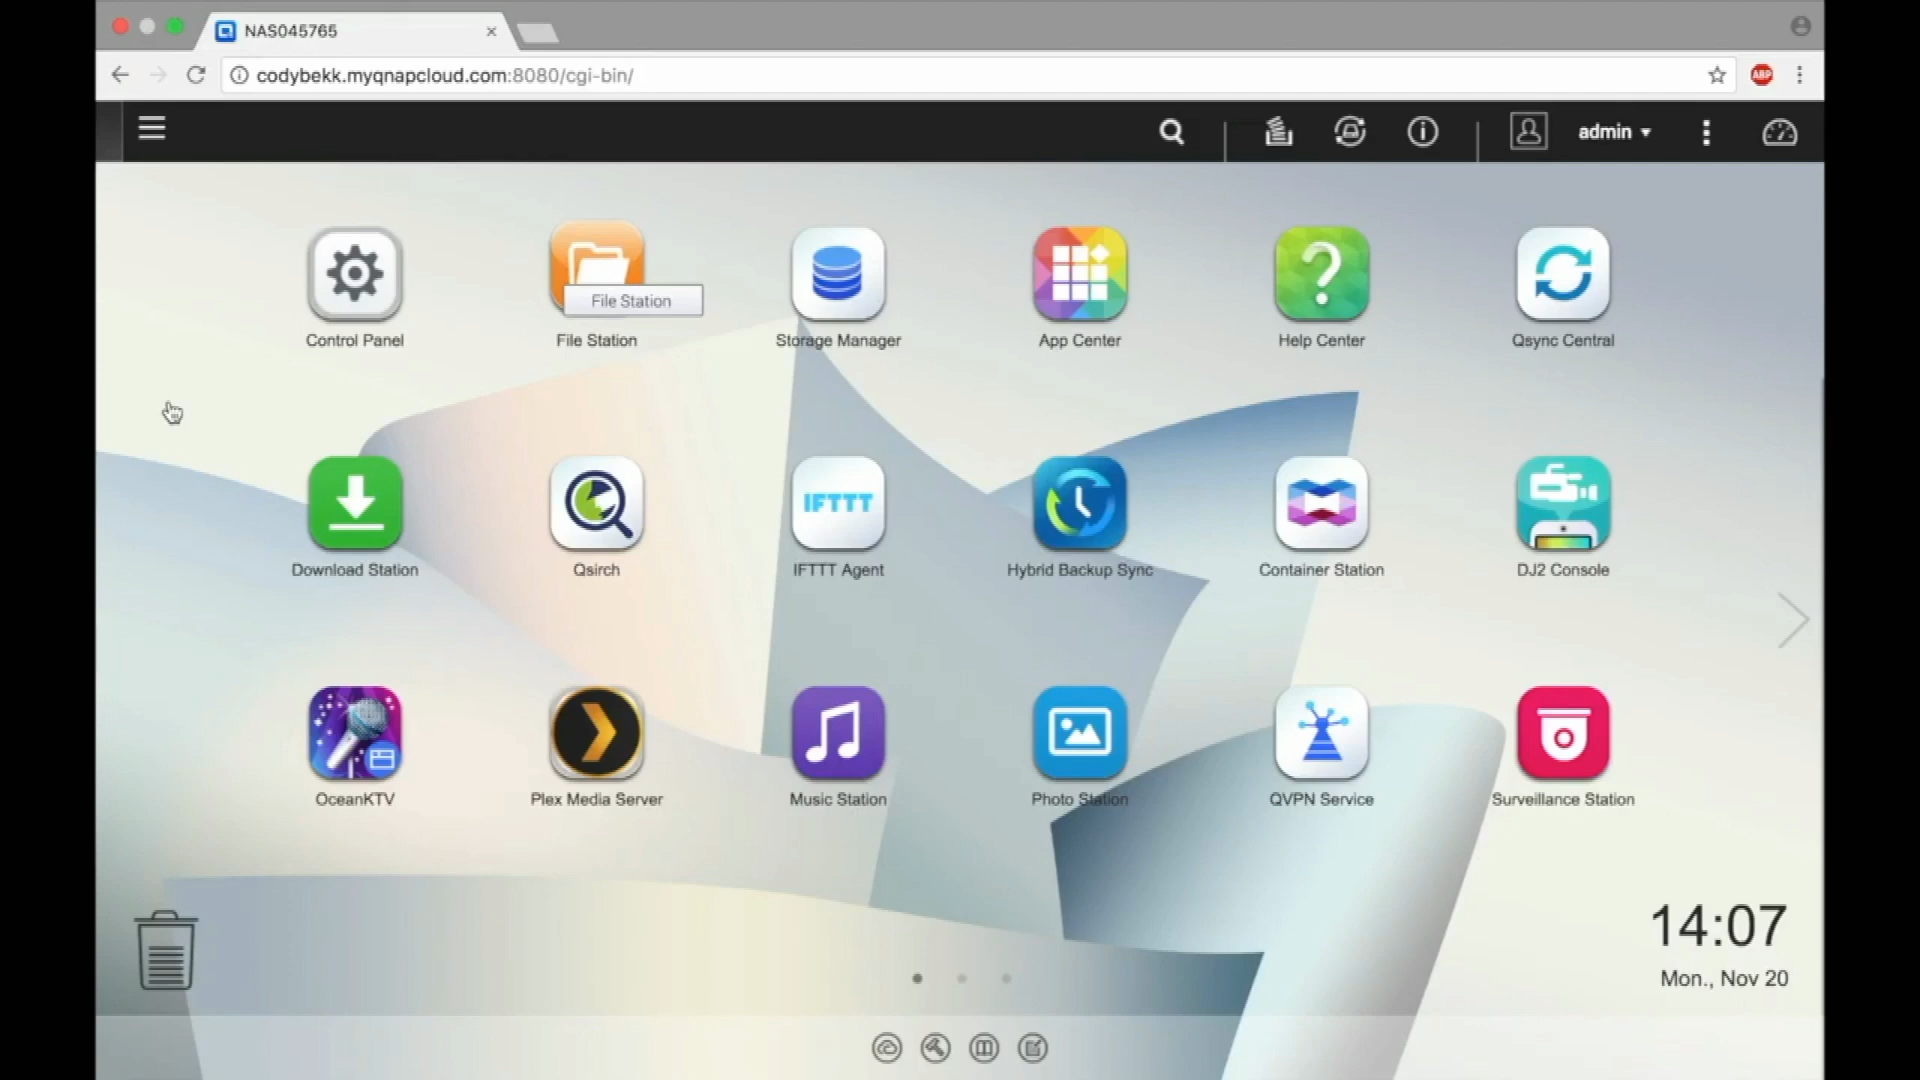 NAS045765
codybekk.myqnapcloud.com:8080/cgi-bin/
ABP
admin
File Station
Control Panel
File Station
Storage Manager
App Center
Help Center
Qsync Central
IFTTT
Download Station
Qsirch
IFTTT Agent
Hybrid Backup Sync
Container Station
DJ2 Console
OceanKTV
Plex Media Server
Music Station
Photo Station
QVPN Service
Surveillance Station
14:07
Mon., Nov 20